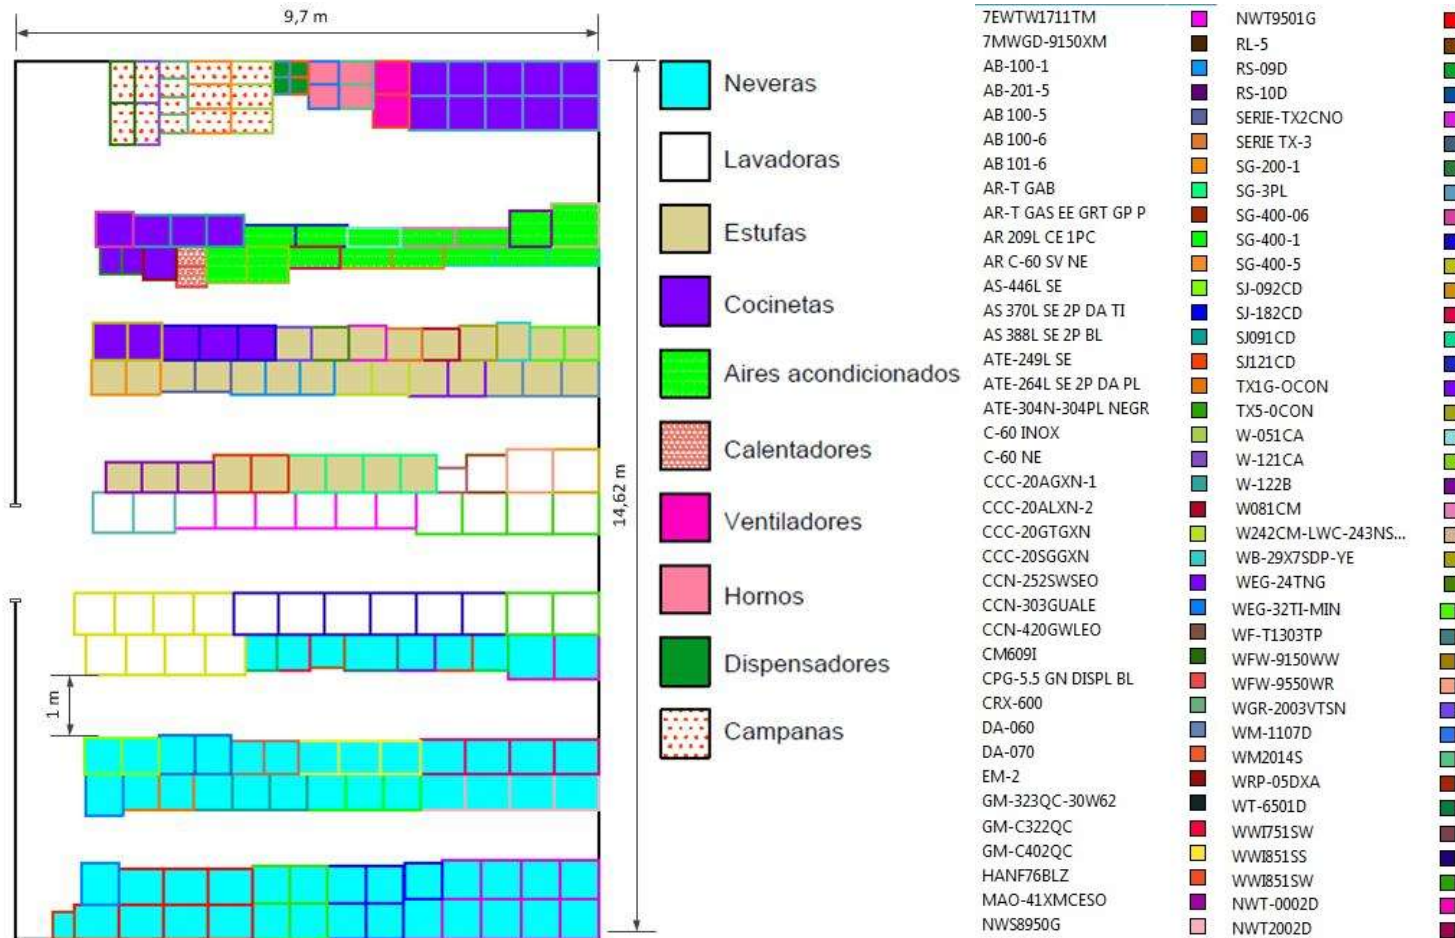 9,7 m
14,62 m
1 m
Neveras
Lavadoras
Estufas
Cocinetas
Aires acondicionados
Calentadores
Ventiladores
Hornos
Dispensadores
Campanas
7EWTW1711TM
7MWGD-9150XM
AB-100-1
AB-201-5
AB 100-5
AB 100-6
AB 101-6
AR-T GAB
AR-T GAS EE GRT GP P
AR 209L CE 1PC
AR C-60 SV NE
AS-446L SE
AS 370L SE 2P DA TI
AS 388L SE 2P BL
ATE-249L SE
ATE-264L SE 2P DA PL
ATE-304N-304PL NEGR
C-60 INOX
C-60 NE
CCC-20AGXN-1
CCC-20ALXN-2
CCC-20GTGXN
CCC-20SGGXN
CCN-252SWSEO
CCN-303GUALE
CCN-420GWLEO
CM609I
CPG-5.5 GN DISPL BL
CRX-600
DA-060
DA-070
EM-2
GM-323QC-30W62
GM-C322QC
GM-C402QC
HANF76BLZ
MAO-41XMCESO
NWS8950G
NWT9501G
RL-5
RS-09D
RS-10D
SERIE-TX2CNO
SERIE TX-3
SG-200-1
SG-3PL
SG-400-06
SG-400-1
SG-400-5
SJ-092CD
SJ-182CD
SJ091CD
SJ121CD
TX1G-OCON
TX5-0CON
W-051CA
W-121CA
W-122B
W081CM
W242CM-LWC-243NS...
WB-29X7SDP-YE
WEG-24TNG
WEG-32TI-MIN
WF-T1303TP
WFW-9150WW
WFW-9550WR
WGR-2003VTSN
WM-1107D
WM2014S
WRP-05DXA
WT-6501D
WWI751SW
WWI851SS
WWI851SW
NWT-0002D
NWT2002D